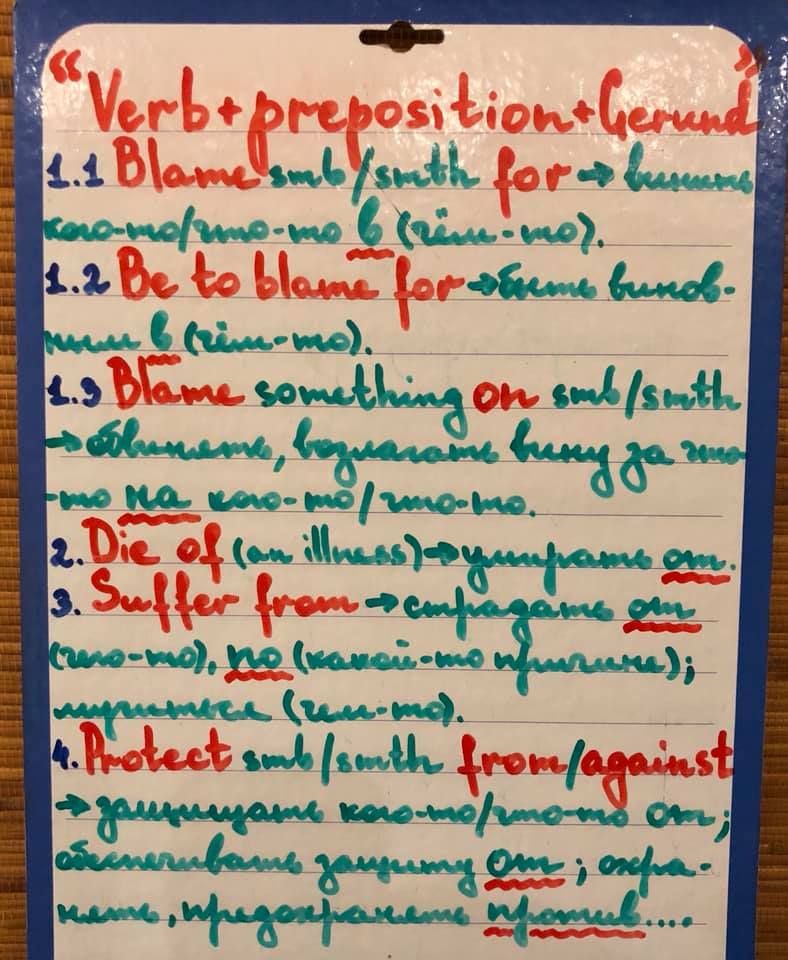 "Verb+preposition+Gerund"
1.1 Blame smb/smth for → винить
кого-то/что-то в (чём-то).
1.2 Be to blame for → быть винов-
ным в (чём-то).
1.3 Blame something on smb/smth
→ обвинять, возлагать вину за что-
-то на кого-то/что-то.
2. Die of (an illness) → умирать от.
3. Suffer from → страдать от
(чего-то), по (какой-то причине);
мучиться (чем-то).
4. Protect smb/smth from/against
→ защищать кого-то/что-то от;
обеспечивать защиту от; охра-
нять, предохранять против....